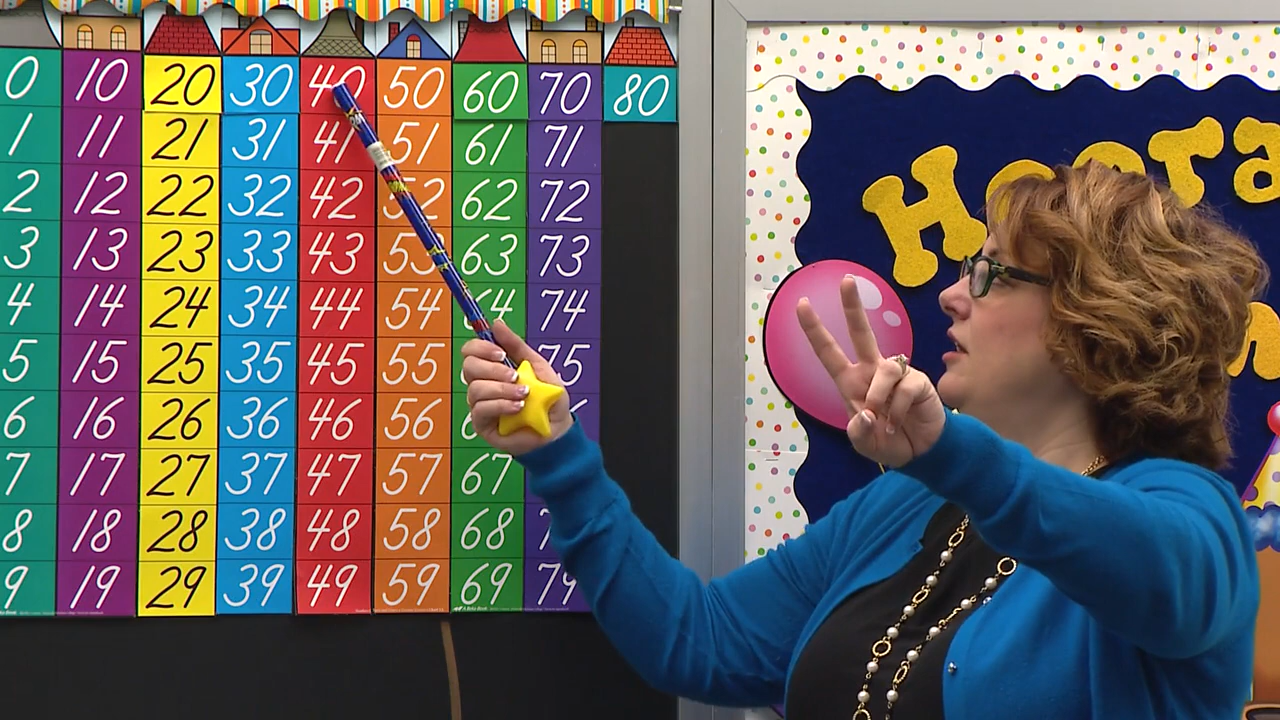 0 10 20 30 40 50 60 70 80
1 11 21 31 41 51 61 71
2 12 22 32 42 52 62 72
3 13 23 33 43 53 63 73
4 14 24 34 44 54 64 74
5 15 25 35 45 55 75
6 16 26 36 46 56
7 17 27 37 47 57 67
8 18 28 38 48 58 68
9 19 29 39 49 59 69 79
Hoora